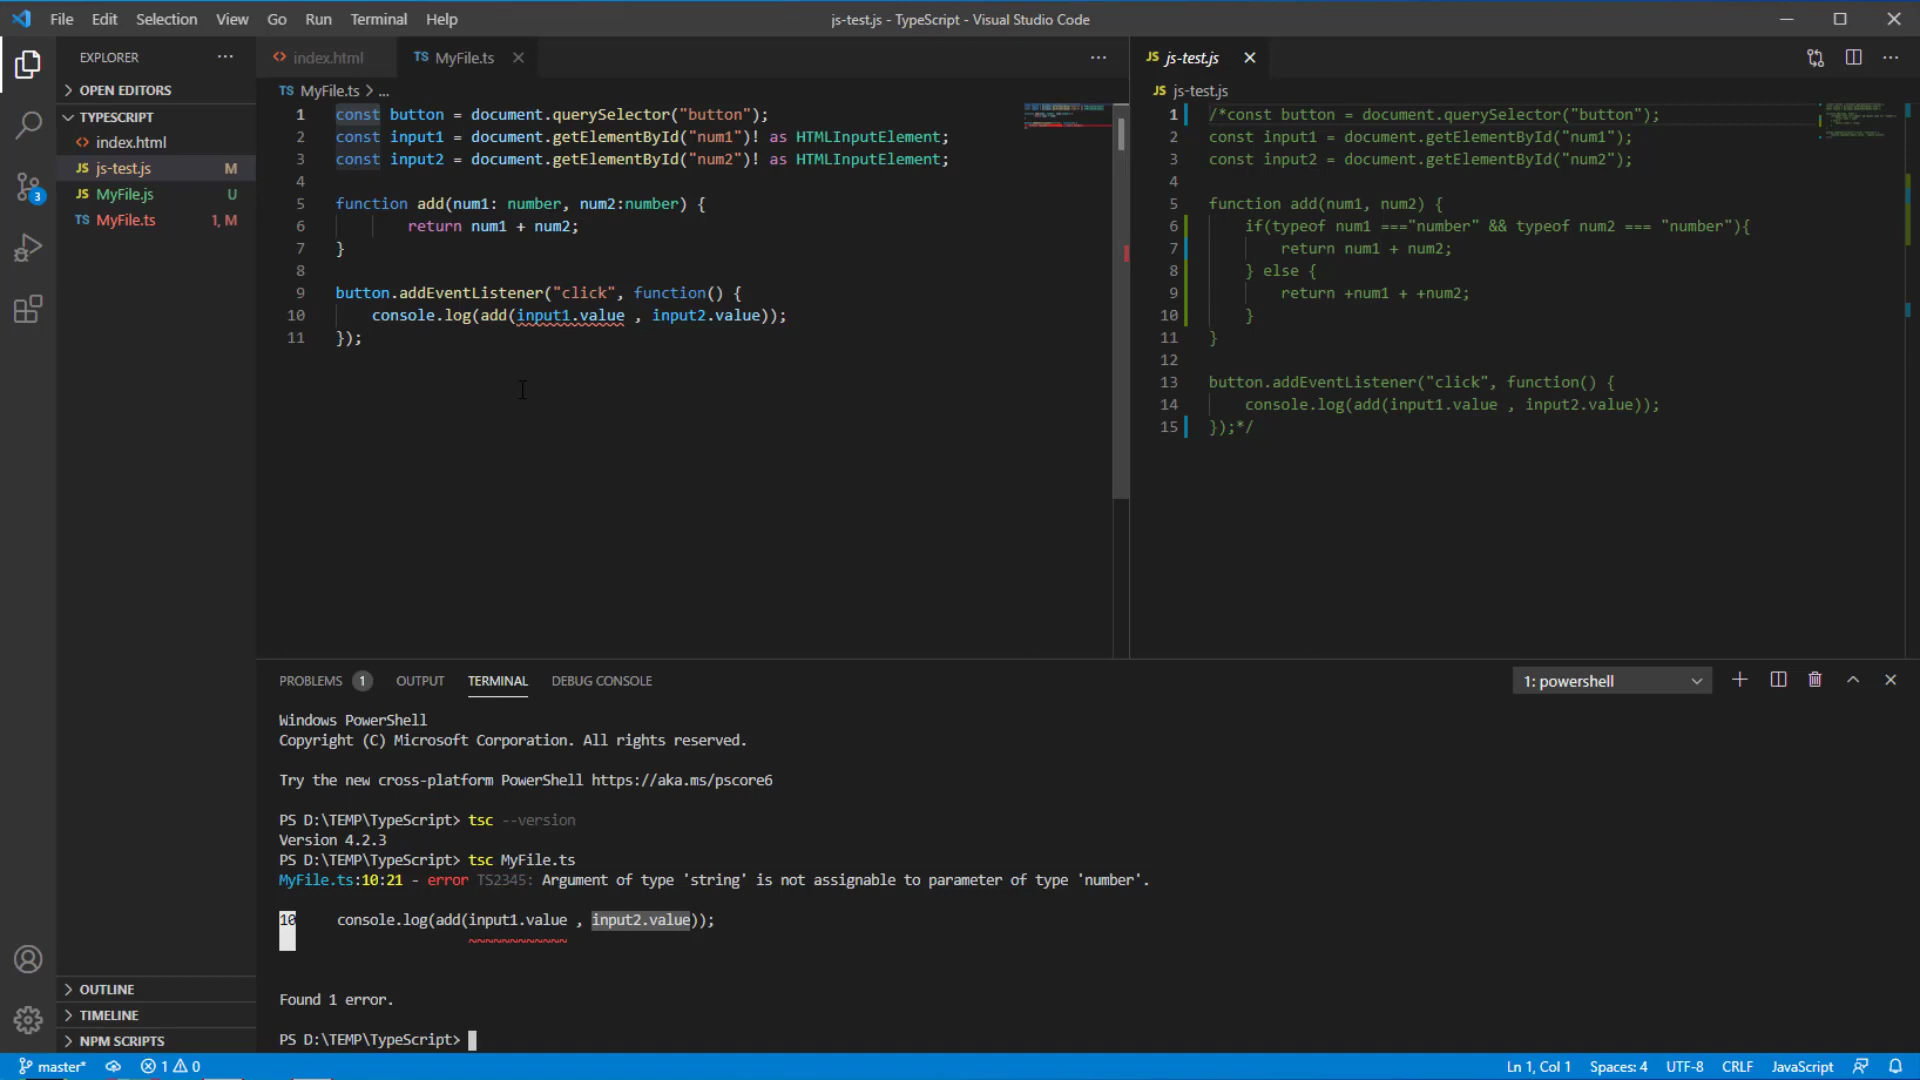 File Edit Selection View Go Run Terminal Help
js-test.js - TypeScript - Visual Studio Code
EXPLORER
OPEN EDITORS
TYPESCRIPT
index.html
JS js-test.js M
JS MyFile.js U
TS MyFile.ts 1, M
OUTLINE
TIMELINE
NPM SCRIPTS
3
index.html
TS MyFile.ts
TS MyFile.ts > ...
1 const button = document.querySelector("button");
2 const input1 = document.getElementById("num1")! as HTMLInputElement;
3 const input2 = document.getElementById("num2")! as HTMLInputElement;
4
5 function add(num1: number, num2:number) {
6 return num1 + num2;
7 }
8
9 button.addEventListener("click", function() {
10 console.log(add(input1.value , input2.value));
11 });
JS js-test.js
JS js-test.js
1 /*const button = document.querySelector("button");
2 const input1 = document.getElementById("num1");
3 const input2 = document.getElementById("num2");
4
5 function add(num1, num2) {
6 if(typeof num1 ==="number" && typeof num2 === "number"){
7 return num1 + num2;
8 } else {
9 return +num1 + +num2;
10 }
11 }
12
13 button.addEventListener("click", function() {
14 console.log(add(input1.value , input2.value));
15 });*/
PROBLEMS 1 OUTPUT TERMINAL DEBUG CONSOLE
1: powershell
Windows PowerShell
Copyright (C) Microsoft Corporation. All rights reserved.
Try the new cross-platform PowerShell https://aka.ms/pscore6
PS D:\TEMP\TypeScript> tsc --version
Version 4.2.3
PS D:\TEMP\TypeScript> tsc MyFile.ts
MyFile.ts:10:21 - error TS2345: Argument of type 'string' is not assignable to parameter of type 'number'.
10 console.log(add(input1.value , input2.value));
~~~~~~~~~~~~
Found 1 error.
PS D:\TEMP\TypeScript>
master* 1 0
Ln 1, Col 1 Spaces: 4 UTF-8 CRLF JavaScript